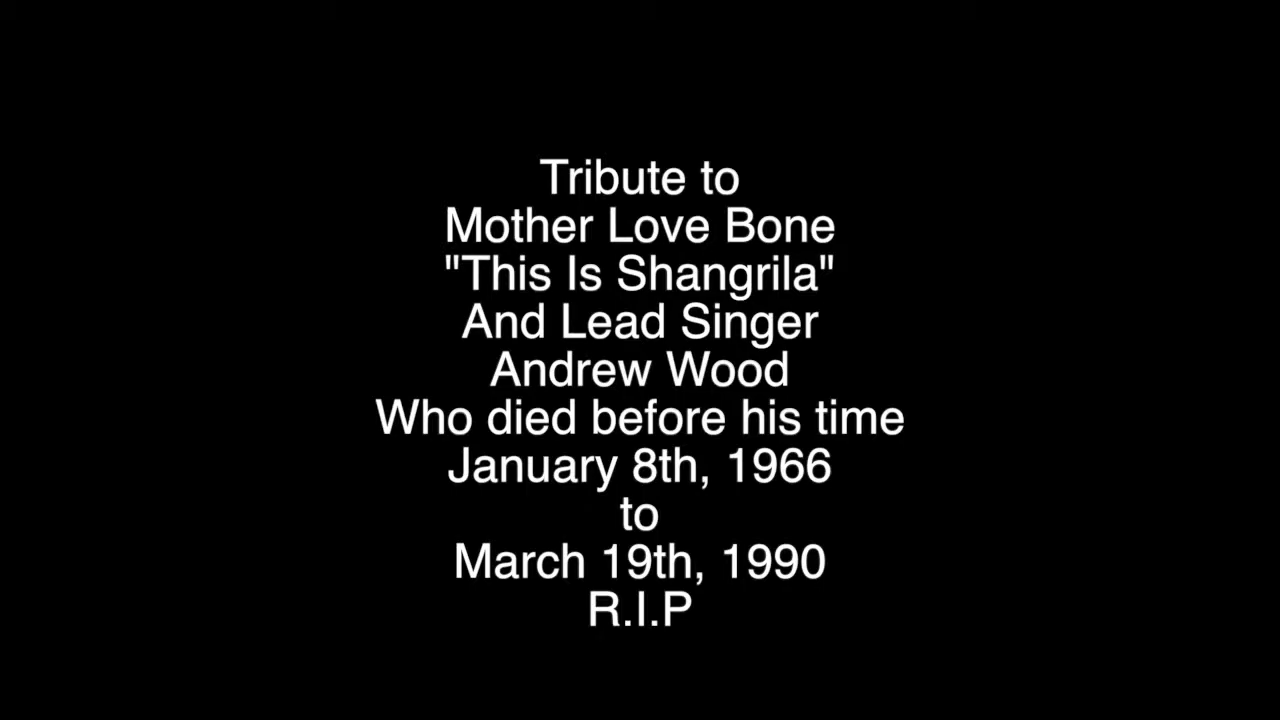 Tribute to
Mother Love Bone
"This Is Shangrila"
And Lead Singer
Andrew Wood
Who died before his time
January 8th, 1966
to
March 19th, 1990
R.I.P